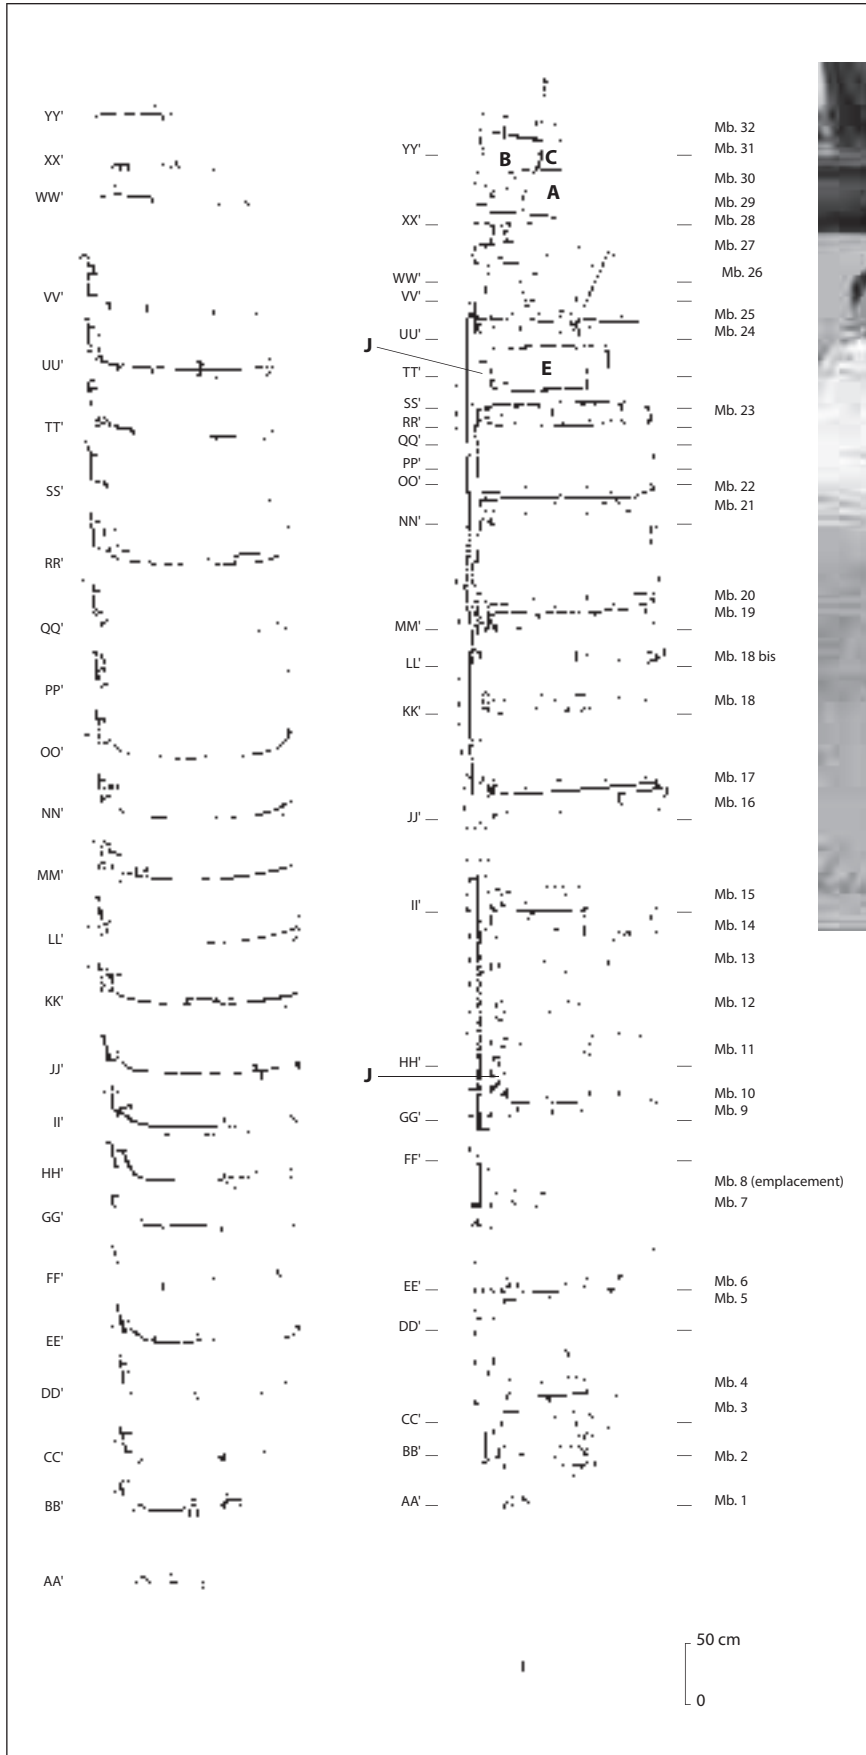 YY'
XX'
WW'
VV'
UU'
TT'
SS'
RR'
QQ'
PP'
OO'
NN'
MM'
LL'
KK'
JJ'
II'
HH'
GG'
FF'
EE'
DD'
CC'
BB'
AA'
YY'
XX'
WW'
VV'
UU'
TT'
SS'
RR'
QQ'
PP'
OO'
NN'
MM'
LL'
KK'
JJ'
II'
HH'
GG'
FF'
EE'
DD'
CC'
BB'
AA'
B
C
A
J
E
J
Mb. 32
Mb. 31
Mb. 30
Mb. 29
Mb. 28
Mb. 27
Mb. 26
Mb. 25
Mb. 24
Mb. 23
Mb. 22
Mb. 21
Mb. 20
Mb. 19
Mb. 18 bis
Mb. 18
Mb. 17
Mb. 16
Mb. 15
Mb. 14
Mb. 13
Mb. 12
Mb. 11
Mb. 10
Mb. 9
Mb. 8 (emplacement)
Mb. 7
Mb. 6
Mb. 5
Mb. 4
Mb. 3
Mb. 2
Mb. 1
50 cm
0